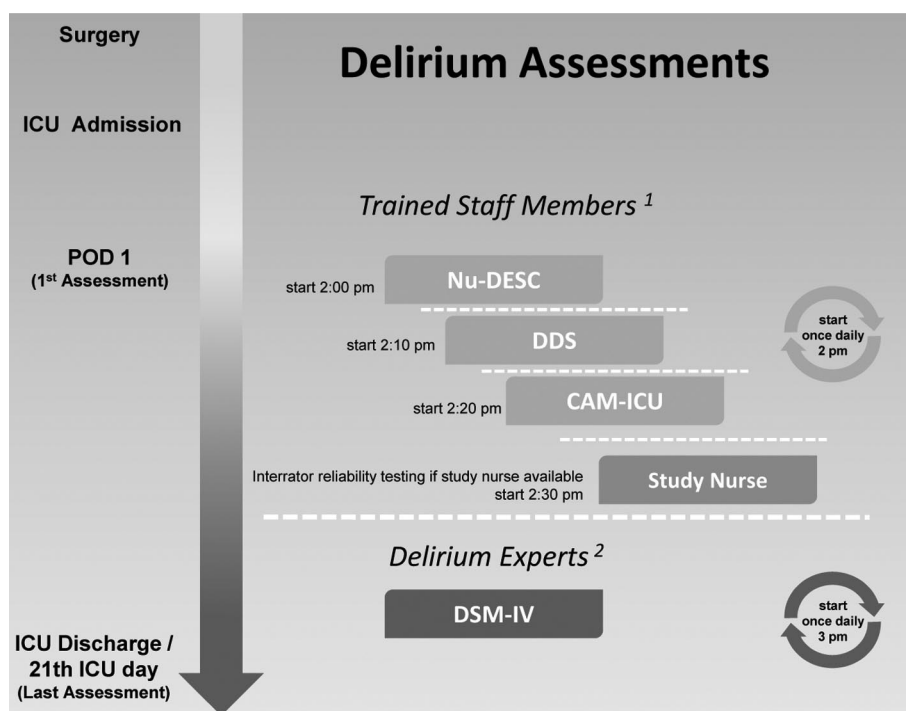 Surgery
Delirium Assessments
ICU Admission
Trained Staff Members 1
POD 1
(1st Assessment)
start 2:00 pm
Nu-DESC
start 2:10 pm
DDS
start
once daily
2 pm
start 2:20 pm
CAM-ICU
Interrator reliability testing if study nurse available
start 2:30 pm
Study Nurse
Delirium Experts 2
DSM-IV
start
once daily
3 pm
ICU Discharge /
21th ICU day
(Last Assessment)